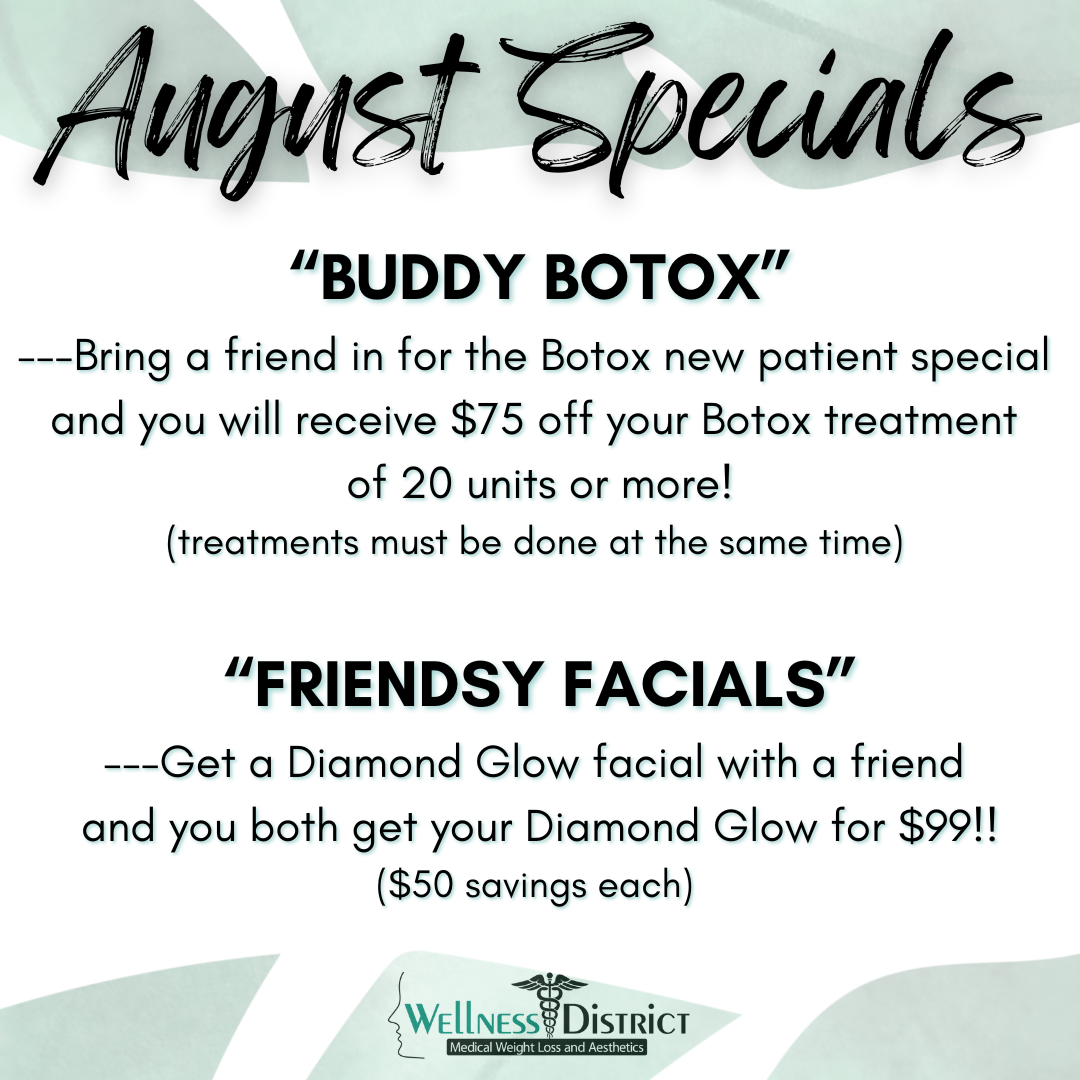 August Specials
“BUDDY BOTOX”
---Bring a friend in for the Botox new patient special
and you will receive $75 off your Botox treatment
of 20 units or more!
(treatments must be done at the same time)
“FRIENDSY FACIALS”
---Get a Diamond Glow facial with a friend
and you both get your Diamond Glow for $99!!
($50 savings each)
WELLNESS DISTRICT
Medical Weight Loss and Aesthetics